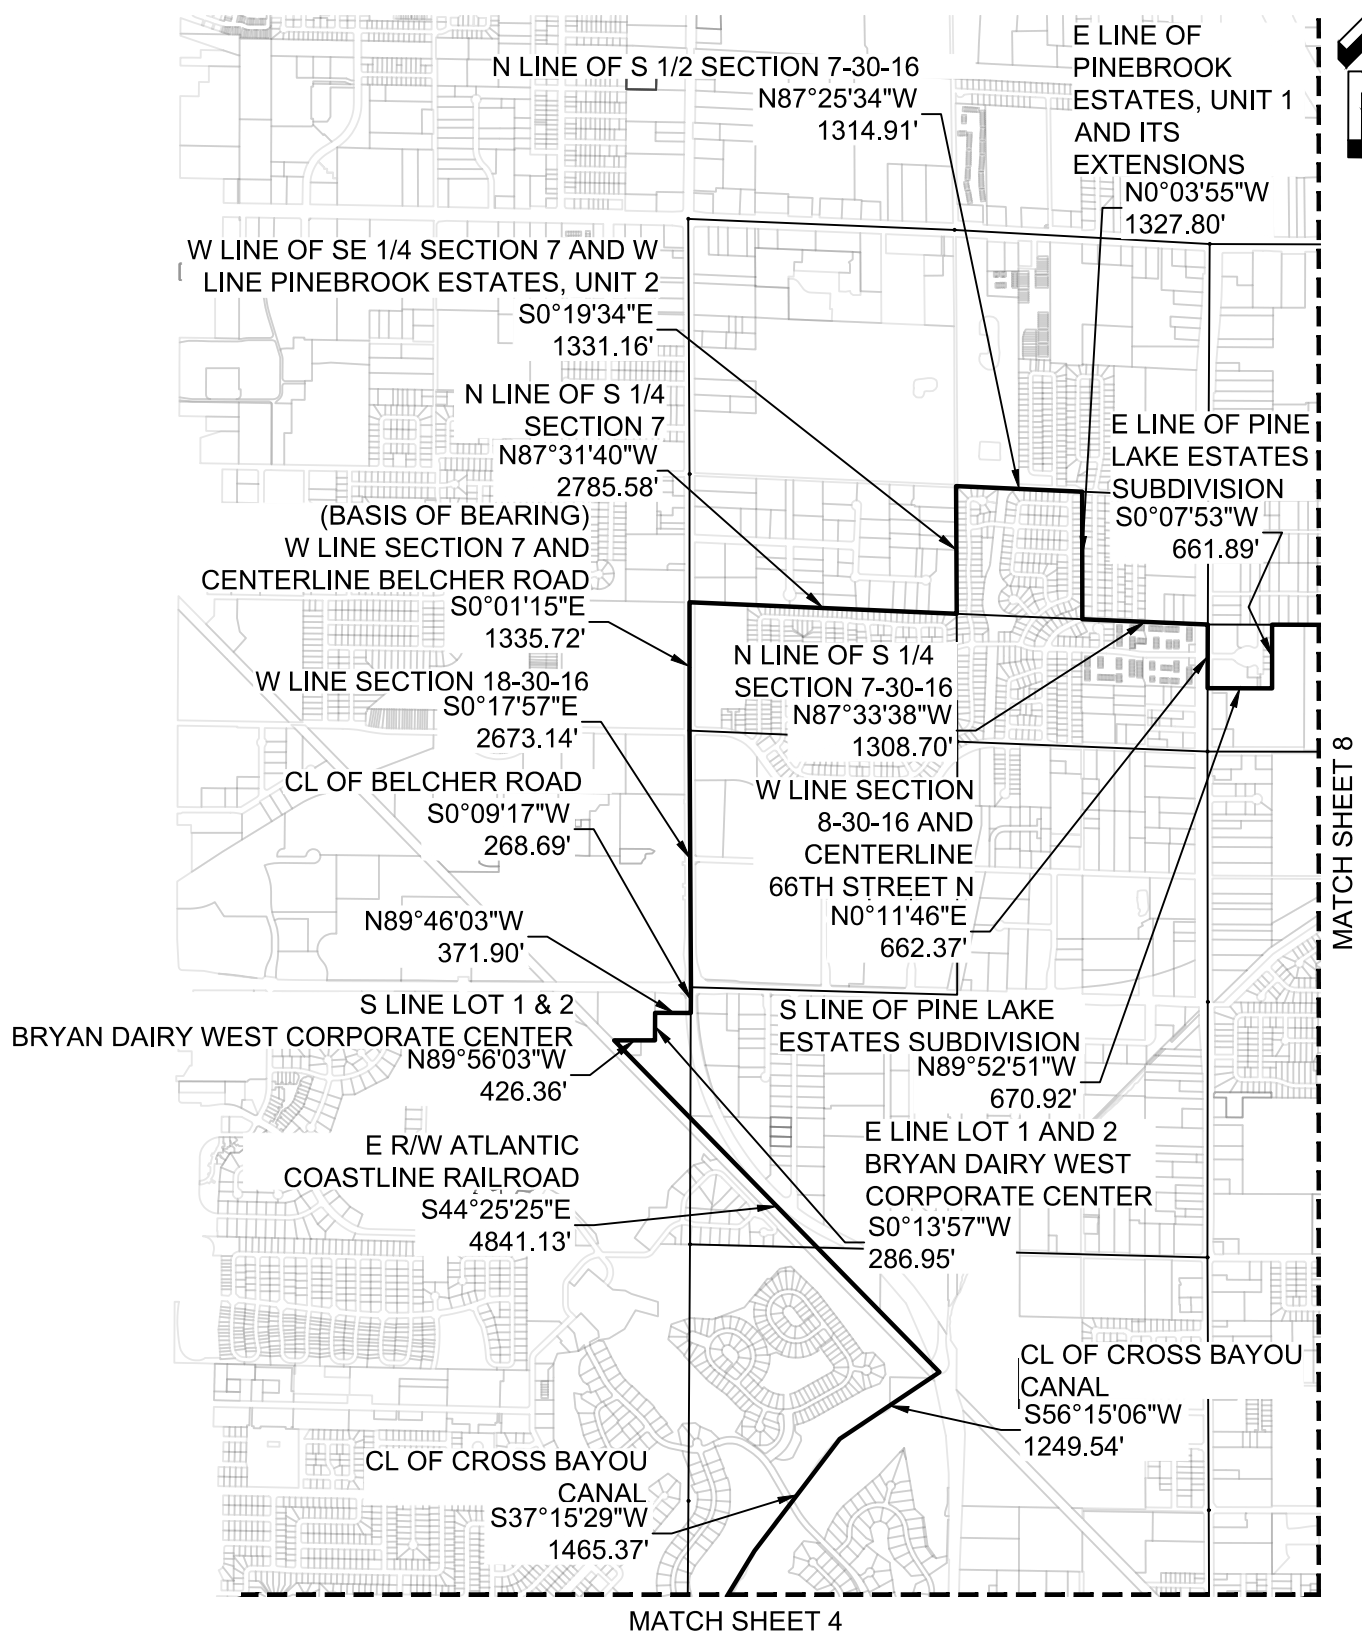 N LINE OF S 1/2 SECTION 7-30-16
N87°25'34"W
1314.91'
E LINE OF
PINEBROOK
ESTATES, UNIT 1
AND ITS
EXTENSIONS
N0°03'55"W
1327.80'
W LINE OF SE 1/4 SECTION 7 AND W
LINE PINEBROOK ESTATES, UNIT 2
S0°19'34"E
1331.16'
N LINE OF S 1/4
SECTION 7
N87°31'40"W
2785.58'
E LINE OF PINE
LAKE ESTATES
SUBDIVISION
S0°07'53"W
661.89'
(BASIS OF BEARING)
W LINE SECTION 7 AND
CENTERLINE BELCHER ROAD
S0°01'15"E
1335.72'
W LINE SECTION 18-30-16
S0°17'57"E
2673.14'
N LINE OF S 1/4
SECTION 7-30-16
N87°33'38"W
1308.70'
CL OF BELCHER ROAD
S0°09'17"W
268.69'
W LINE SECTION
8-30-16 AND
CENTERLINE
66TH STREET N
N0°11'46"E
662.37'
MATCH SHEET 8
N89°46'03"W
371.90'
S LINE LOT 1 & 2
BRYAN DAIRY WEST CORPORATE CENTER
N89°56'03"W
426.36'
S LINE OF PINE LAKE
ESTATES SUBDIVISION
N89°52'51"W
670.92'
E R/W ATLANTIC
COASTLINE RAILROAD
S44°25'25"E
4841.13'
E LINE LOT 1 AND 2
BRYAN DAIRY WEST
CORPORATE CENTER
S0°13'57"W
286.95'
CL OF CROSS BAYOU
CANAL
S56°15'06"W
1249.54'
CL OF CROSS BAYOU
CANAL
S37°15'29"W
1465.37'
MATCH SHEET 4